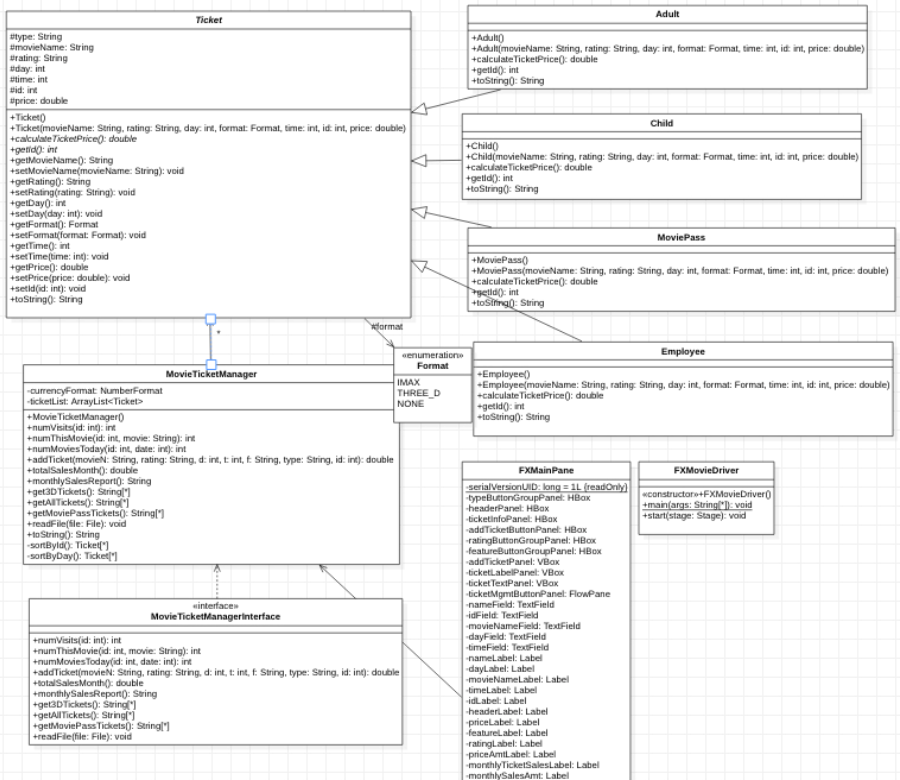 Ticket
#type: String
#movieName: String
#rating: String
#day: int
#time: int
#id: int
#price: double
+Ticket()
+Ticket(movieName: String, rating: String, day: int, format: Format, time: int, id: int, price: double)
+calculateTicketPrice(): double
+getId(): int
+getMovieName(): String
+setMovieName(movieName: String): void
+getRating(): String
+setRating(rating: String): void
+getDay(): int
+setDay(day: int): void
+getFormat(): Format
+setFormat(format: Format): void
+getTime(): int
+setTime(time: int): void
+getPrice(): double
+setPrice(price: double): void
+setId(id: int): void
+toString(): String
Adult
+Adult()
+Adult(movieName: String, rating: String, day: int, format: Format, time: int, id: int, price: double)
+calculateTicketPrice(): double
+getId(): int
+toString(): String
Child
+Child()
+Child(movieName: String, rating: String, day: int, format: Format, time: int, id: int, price: double)
+calculateTicketPrice(): double
+getId(): int
+toString(): String
MoviePass
+MoviePass()
+MoviePass(movieName: String, rating: String, day: int, format: Format, time: int, id: int, price: double)
+calculateTicketPrice(): double
+getId(): int
+toString(): String
*
#format
«enumeration»
Format
IMAX
THREE_D
NONE
Employee
+Employee()
+Employee(movieName: String, rating: String, day: int, format: Format, time: int, id: int, price: double)
+calculateTicketPrice(): double
+getId(): int
+toString(): String
MovieTicketManager
-currencyFormat: NumberFormat
-ticketList: ArrayList<Ticket>
+MovieTicketManager()
+numVisits(id: int): int
+numThisMovie(id: int, movie: String): int
+numMoviesToday(id: int, date: int): int
+addTicket(movieN: String, rating: String, d: int, t: int, f: String, type: String, id: int): double
+totalSalesMonth(): double
+monthlySalesReport(): String
+get3DTickets(): String[*]
+getAllTickets(): String[*]
+getMoviePassTickets(): String[*]
+readFile(file: File): void
+toString(): String
-sortById(): Ticket[*]
-sortByDay(): Ticket[*]
«interface»
MovieTicketManagerInterface
+numVisits(id: int): int
+numThisMovie(id: int, movie: String): int
+numMoviesToday(id: int, date: int): int
+addTicket(movieN: String, rating: String, d: int, t: int, f: String, type: String, id: int): double
+totalSalesMonth(): double
+monthlySalesReport(): String
+get3DTickets(): String[*]
+getAllTickets(): String[*]
+getMoviePassTickets(): String[*]
+readFile(file: File): void
FXMainPane
-serialVersionUID: long = 1L {readOnly}
-typeButtonGroupPanel: HBox
-headerPanel: HBox
-ticketInfoPanel: HBox
-addTicketButtonPanel: HBox
-ratingButtonGroupPanel: HBox
-featureButtonGroupPanel: HBox
-addTicketPanel: VBox
-ticketLabelPanel: VBox
-ticketTextPanel: VBox
-ticketMgmtButtonPanel: FlowPane
-nameField: TextField
-idField: TextField
-movieNameField: TextField
-dayField: TextField
-timeField: TextField
-nameLabel: Label
-dayLabel: Label
-movieNameLabel: Label
-timeLabel: Label
-idLabel: Label
-headerLabel: Label
-priceLabel: Label
-featureLabel: Label
-ratingLabel: Label
-priceAmtLabel: Label
-monthlyTicketSalesLabel: Label
-monthlySalesAmt: Label
FXMovieDriver
«constructor»+FXMovieDriver()
+main(args: String[*]): void
+start(stage: Stage): void